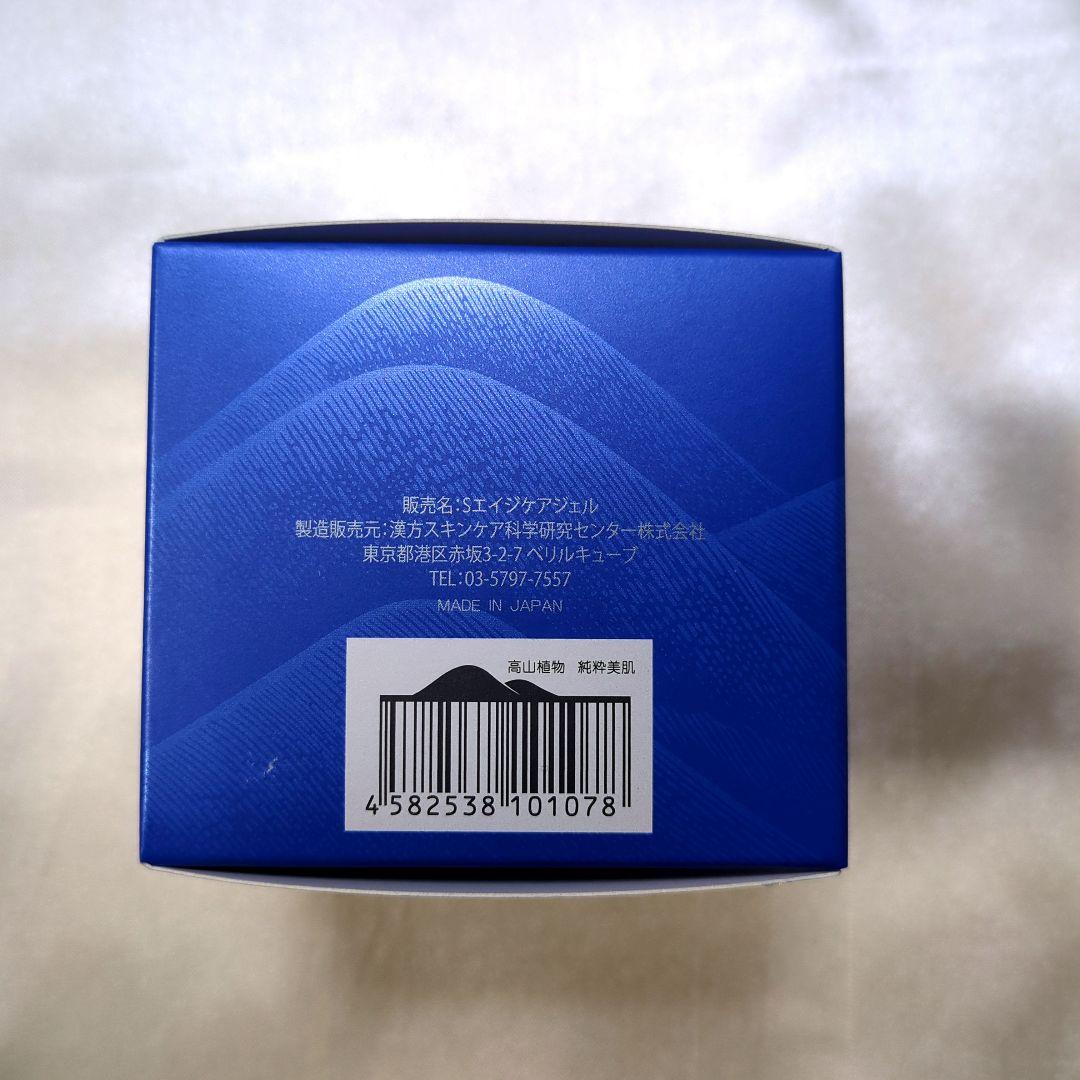 販売名：Sエイジケアジェル
製造販売元：漢方スキンケア科学研究センター株式会社
東京都港区赤坂3-2-7 ベリルキューブ
TEL：03-5797-7557
MADE IN JAPAN
高山植物　純粋美肌
4 582538 101078